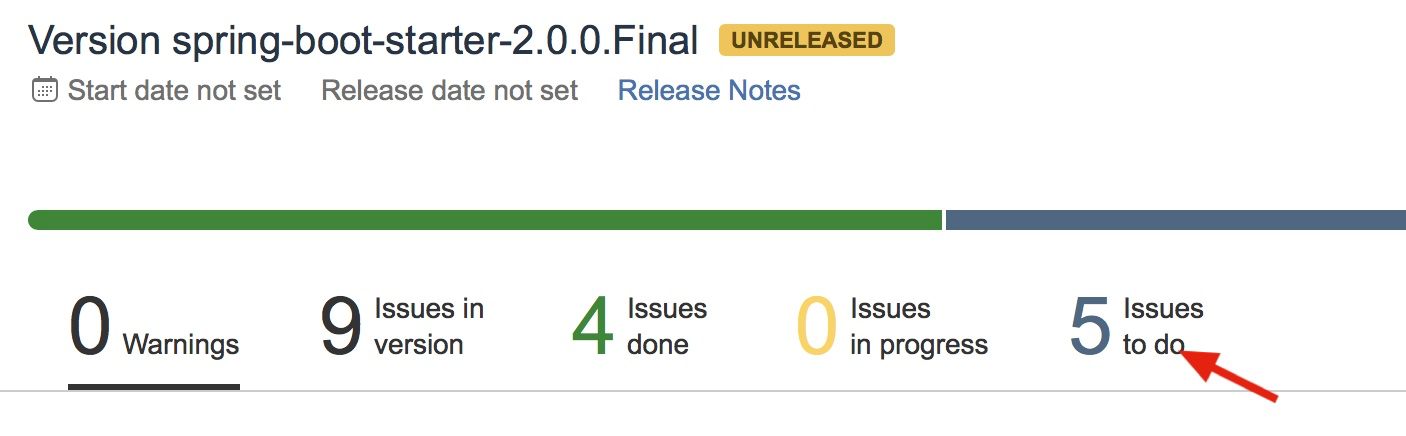 Version spring-boot-starter-2.0.0.Final UNRELEASED
Start date not set Release date not set Release Notes
0 Warnings
9 Issues in version
4 Issues done
0 Issues in progress
5 Issues to do